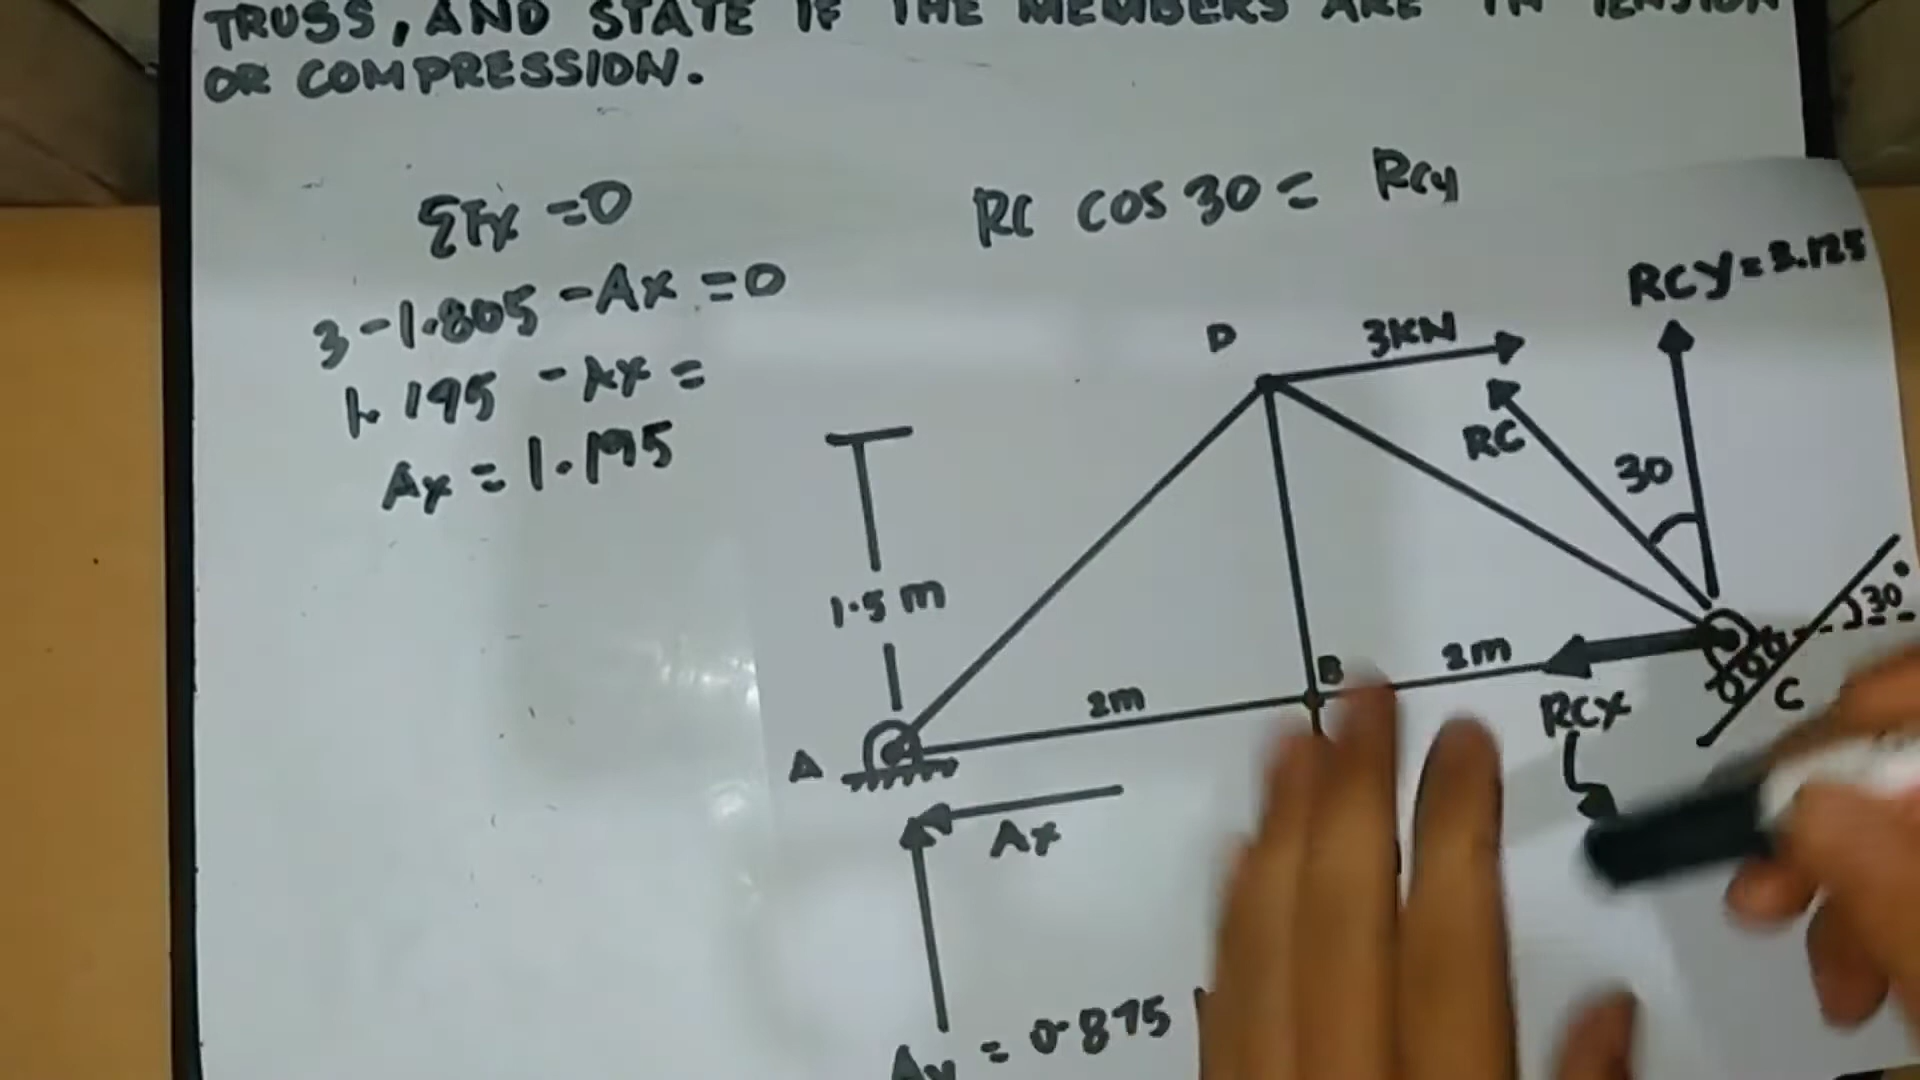 TRUSS, AND STATE IF THE MEMBERS ARE IN TENSION
OR COMPRESSION.
ΣFx =0
3-1.805 -Ax =0
1.195 - Ax =
Ax = 1.195
RC COS 30 = RCy
RCY=3.125
D
3KN
RC
30
1.5 m
30°
B
2m
2m
RCX
C
A
Ax
Ay = 0.875